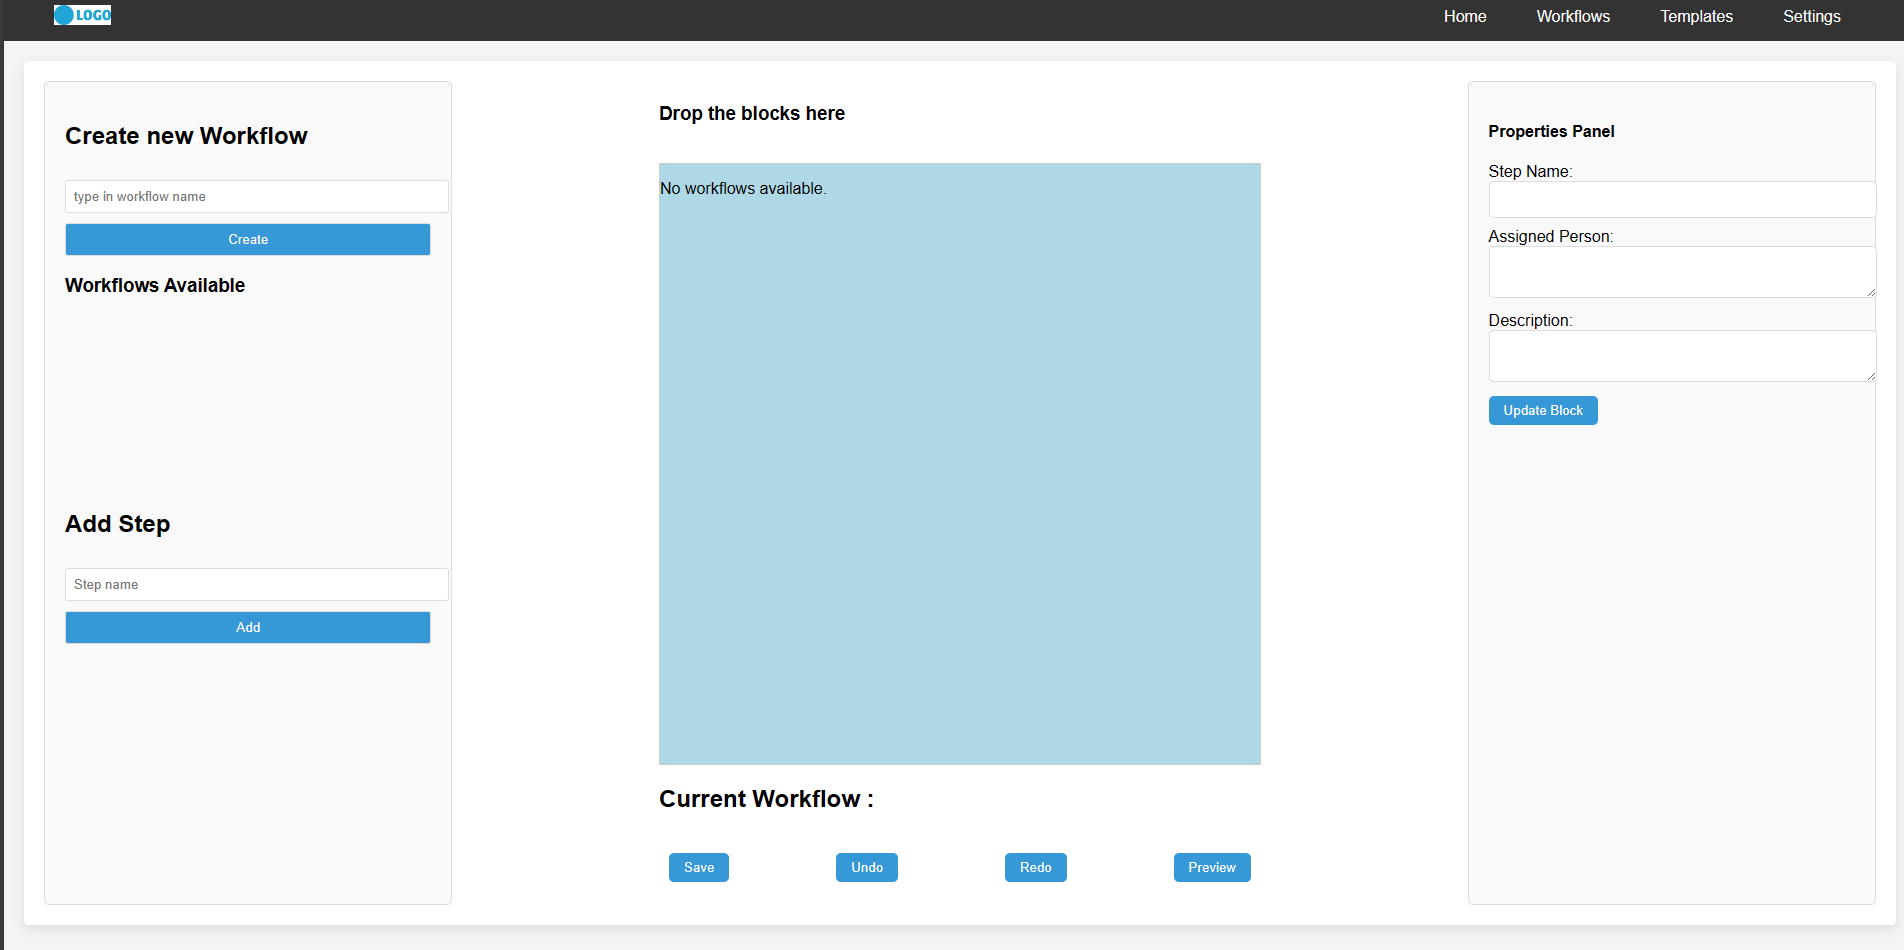 LOGO
Home
Workflows
Templates
Settings
Create new Workflow
type in workflow name
Create
Workflows Available
Add Step
Step name
Add
Drop the blocks here
No workflows available.
Current Workflow :
Save
Undo
Redo
Preview
Properties Panel
Step Name:
Assigned Person:
Description:
Update Block